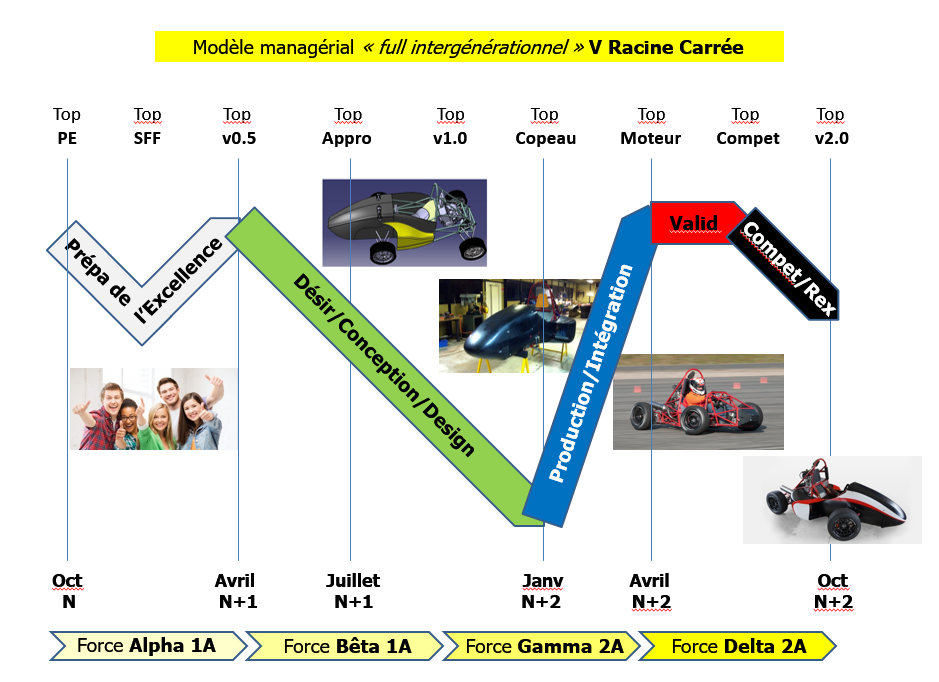 Modèle managérial « full intergénérationnel » V Racine Carrée
Top Top Top Top Top Top Top Top Top
PE SFF v0.5 Appro v1.0 Copeau Moteur Compet v2.0
Prépa de
l’Excellence
Désir/Conception/Design
Production/Intégration
Valid
Compet/Rex
Oct Avril Juillet Janv Avril Oct
N N+1 N+1 N+2 N+2 N+2
Force Alpha 1A Force Bêta 1A Force Gamma 2A Force Delta 2A